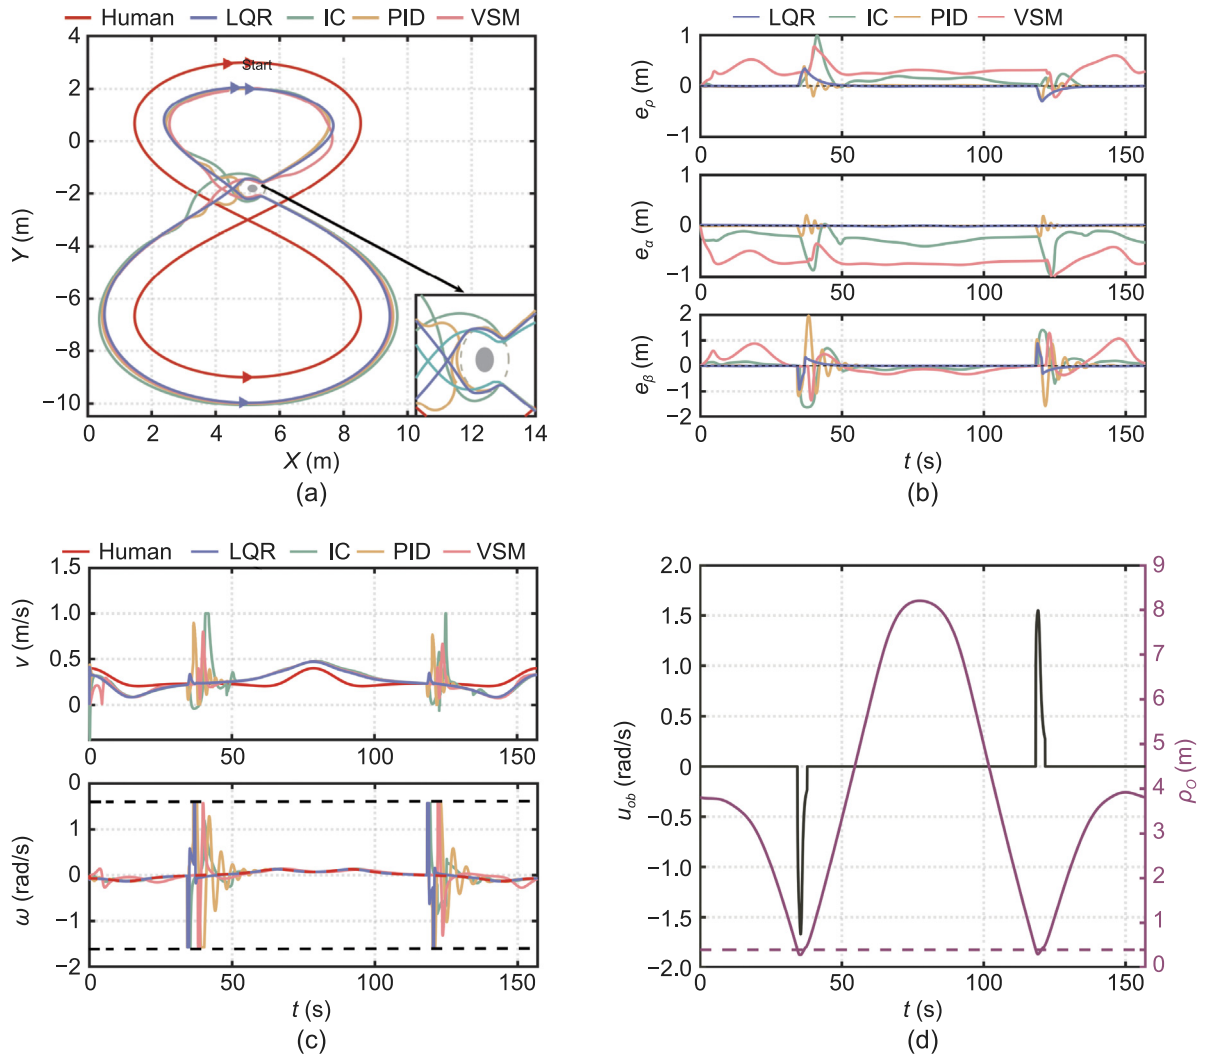 Human LQR IC PID VSM
4
2
0
−2
−4
−6
−8
−10
Y (m)
Start
0 2 4 6 8 10 12 14
X (m)
(a)
LQR IC PID VSM
1
0
−1
eρ (m)
0 50 100 150
1
0
−1
eα (m)
0 50 100 150
2
1
0
−1
−2
eβ (m)
0 50 100 150
t (s)
(b)
Human LQR IC PID VSM
1.5
1.0
0.5
0
v (m/s)
0 50 100 150
0
1
0
−1
−2
ω (rad/s)
0 50 100 150
t (s)
(c)
2.0
1.5
1.0
0.5
0
−0.5
−1.0
−1.5
−2.0
uob (rad/s)
9
8
7
6
5
4
3
2
1
0
ρO (m)
0 50 100 150
t (s)
(d)